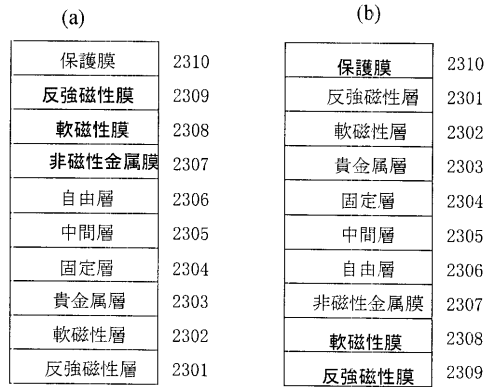 (a)
保護膜 2310
反強磁性膜 2309
軟磁性膜 2308
非磁性金属膜 2307
自由層 2306
中間層 2305
固定層 2304
貴金属層 2303
軟磁性層 2302
反強磁性層 2301
(b)
保護膜 2310
反強磁性層 2301
軟磁性層 2302
貴金属層 2303
固定層 2304
中間層 2305
自由層 2306
非磁性金属膜 2307
軟磁性膜 2308
反強磁性膜 2309